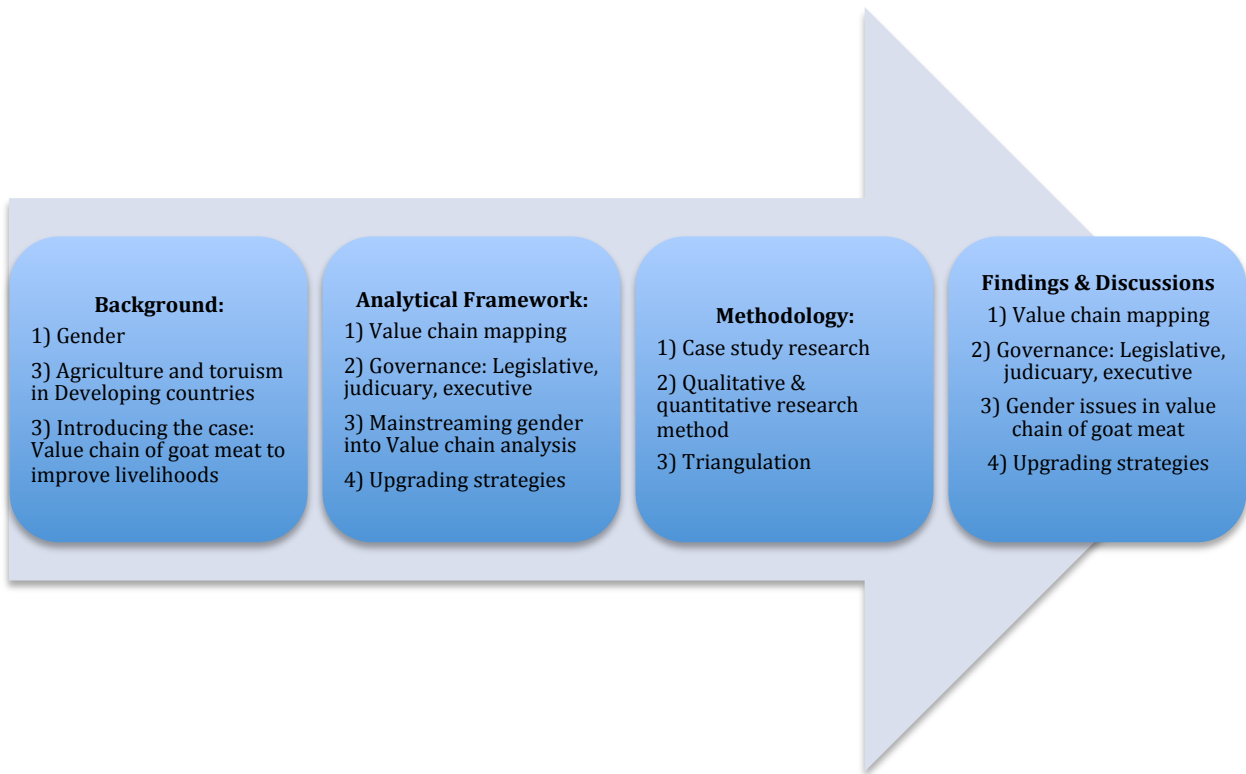 Background:
1) Gender
3) Agriculture and toruism
in Developing countries
3) Introducing the case:
Value chain of goat meat to
improve livelihoods
Analytical Framework:
1) Value chain mapping
2) Governance: Legislative,
judicuary, executive
3) Mainstreaming gender
into Value chain analysis
4) Upgrading strategies
Methodology:
1) Case study research
2) Qualitative &
quantitative research
method
3) Triangulation
Findings & Discussions
1) Value chain mapping
2) Governance: Legislative,
judicuary, executive
3) Gender issues in value
chain of goat meat
4) Upgrading strategies